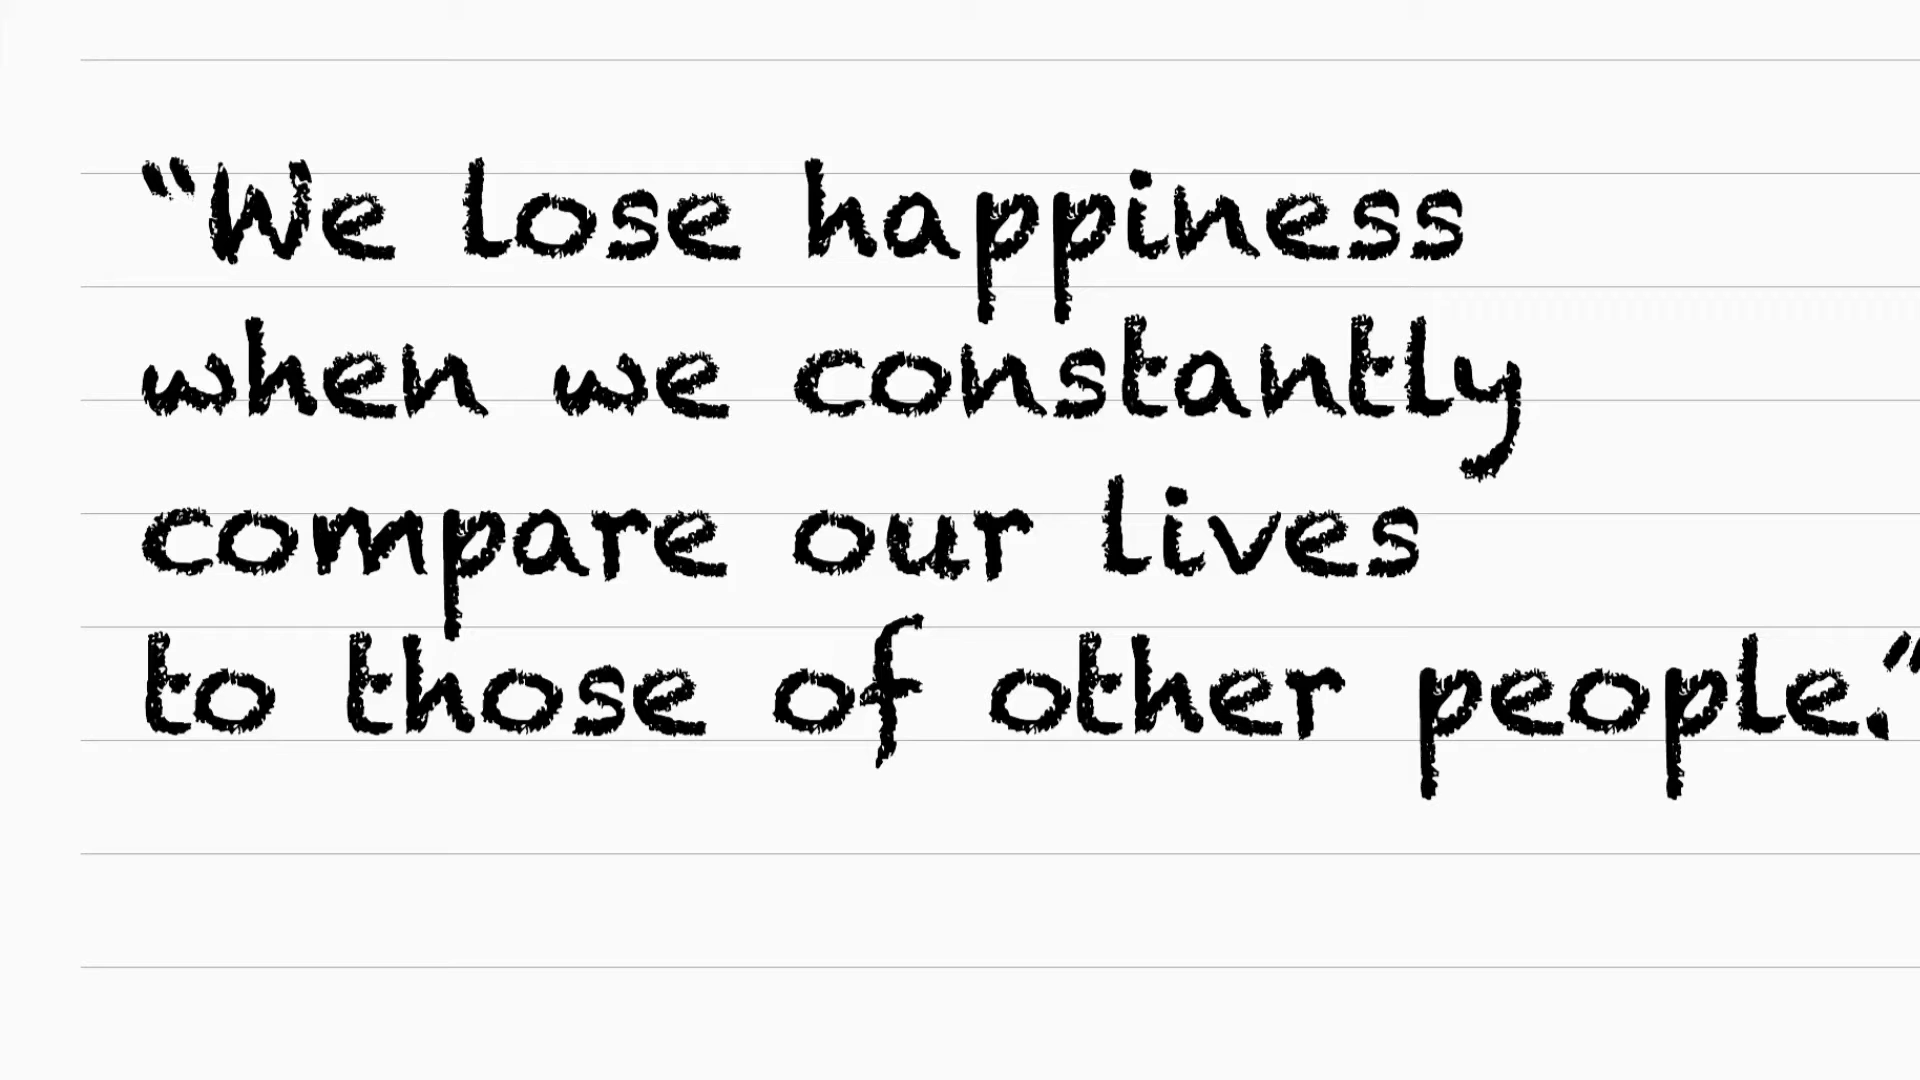 “We lose happiness
when we constantly
compare our lives
to those of other people.”